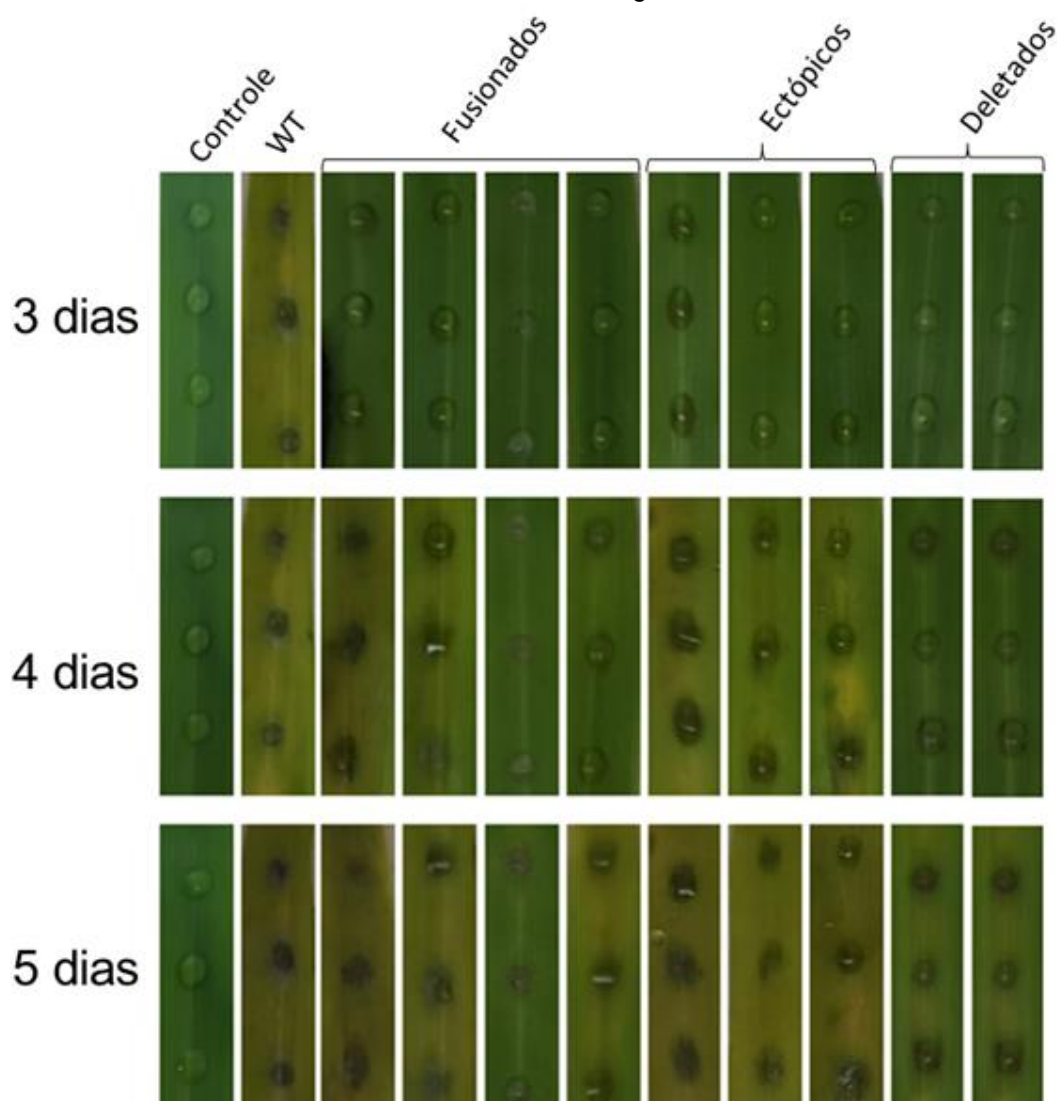 Controle
WT
Fusionados
Ectópicos
Deletados
3 dias
4 dias
5 dias